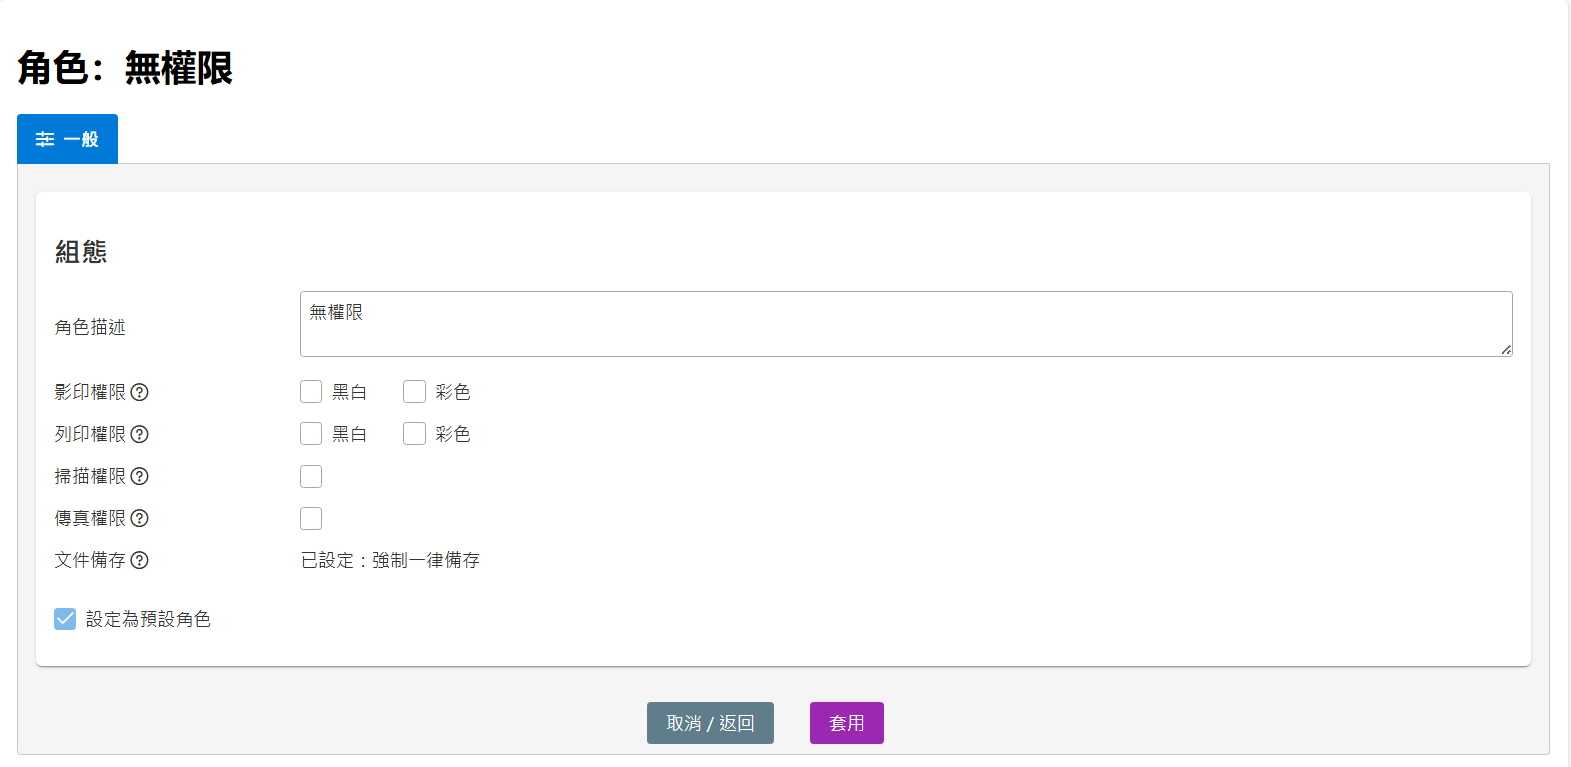 角色：無權限
一般
組態
角色描述
無權限
影印權限 黑白 彩色
列印權限 黑白 彩色
掃描權限
傳真權限
文件備存 已設定：強制一律備存
設定為預設角色
取消 / 返回 套用